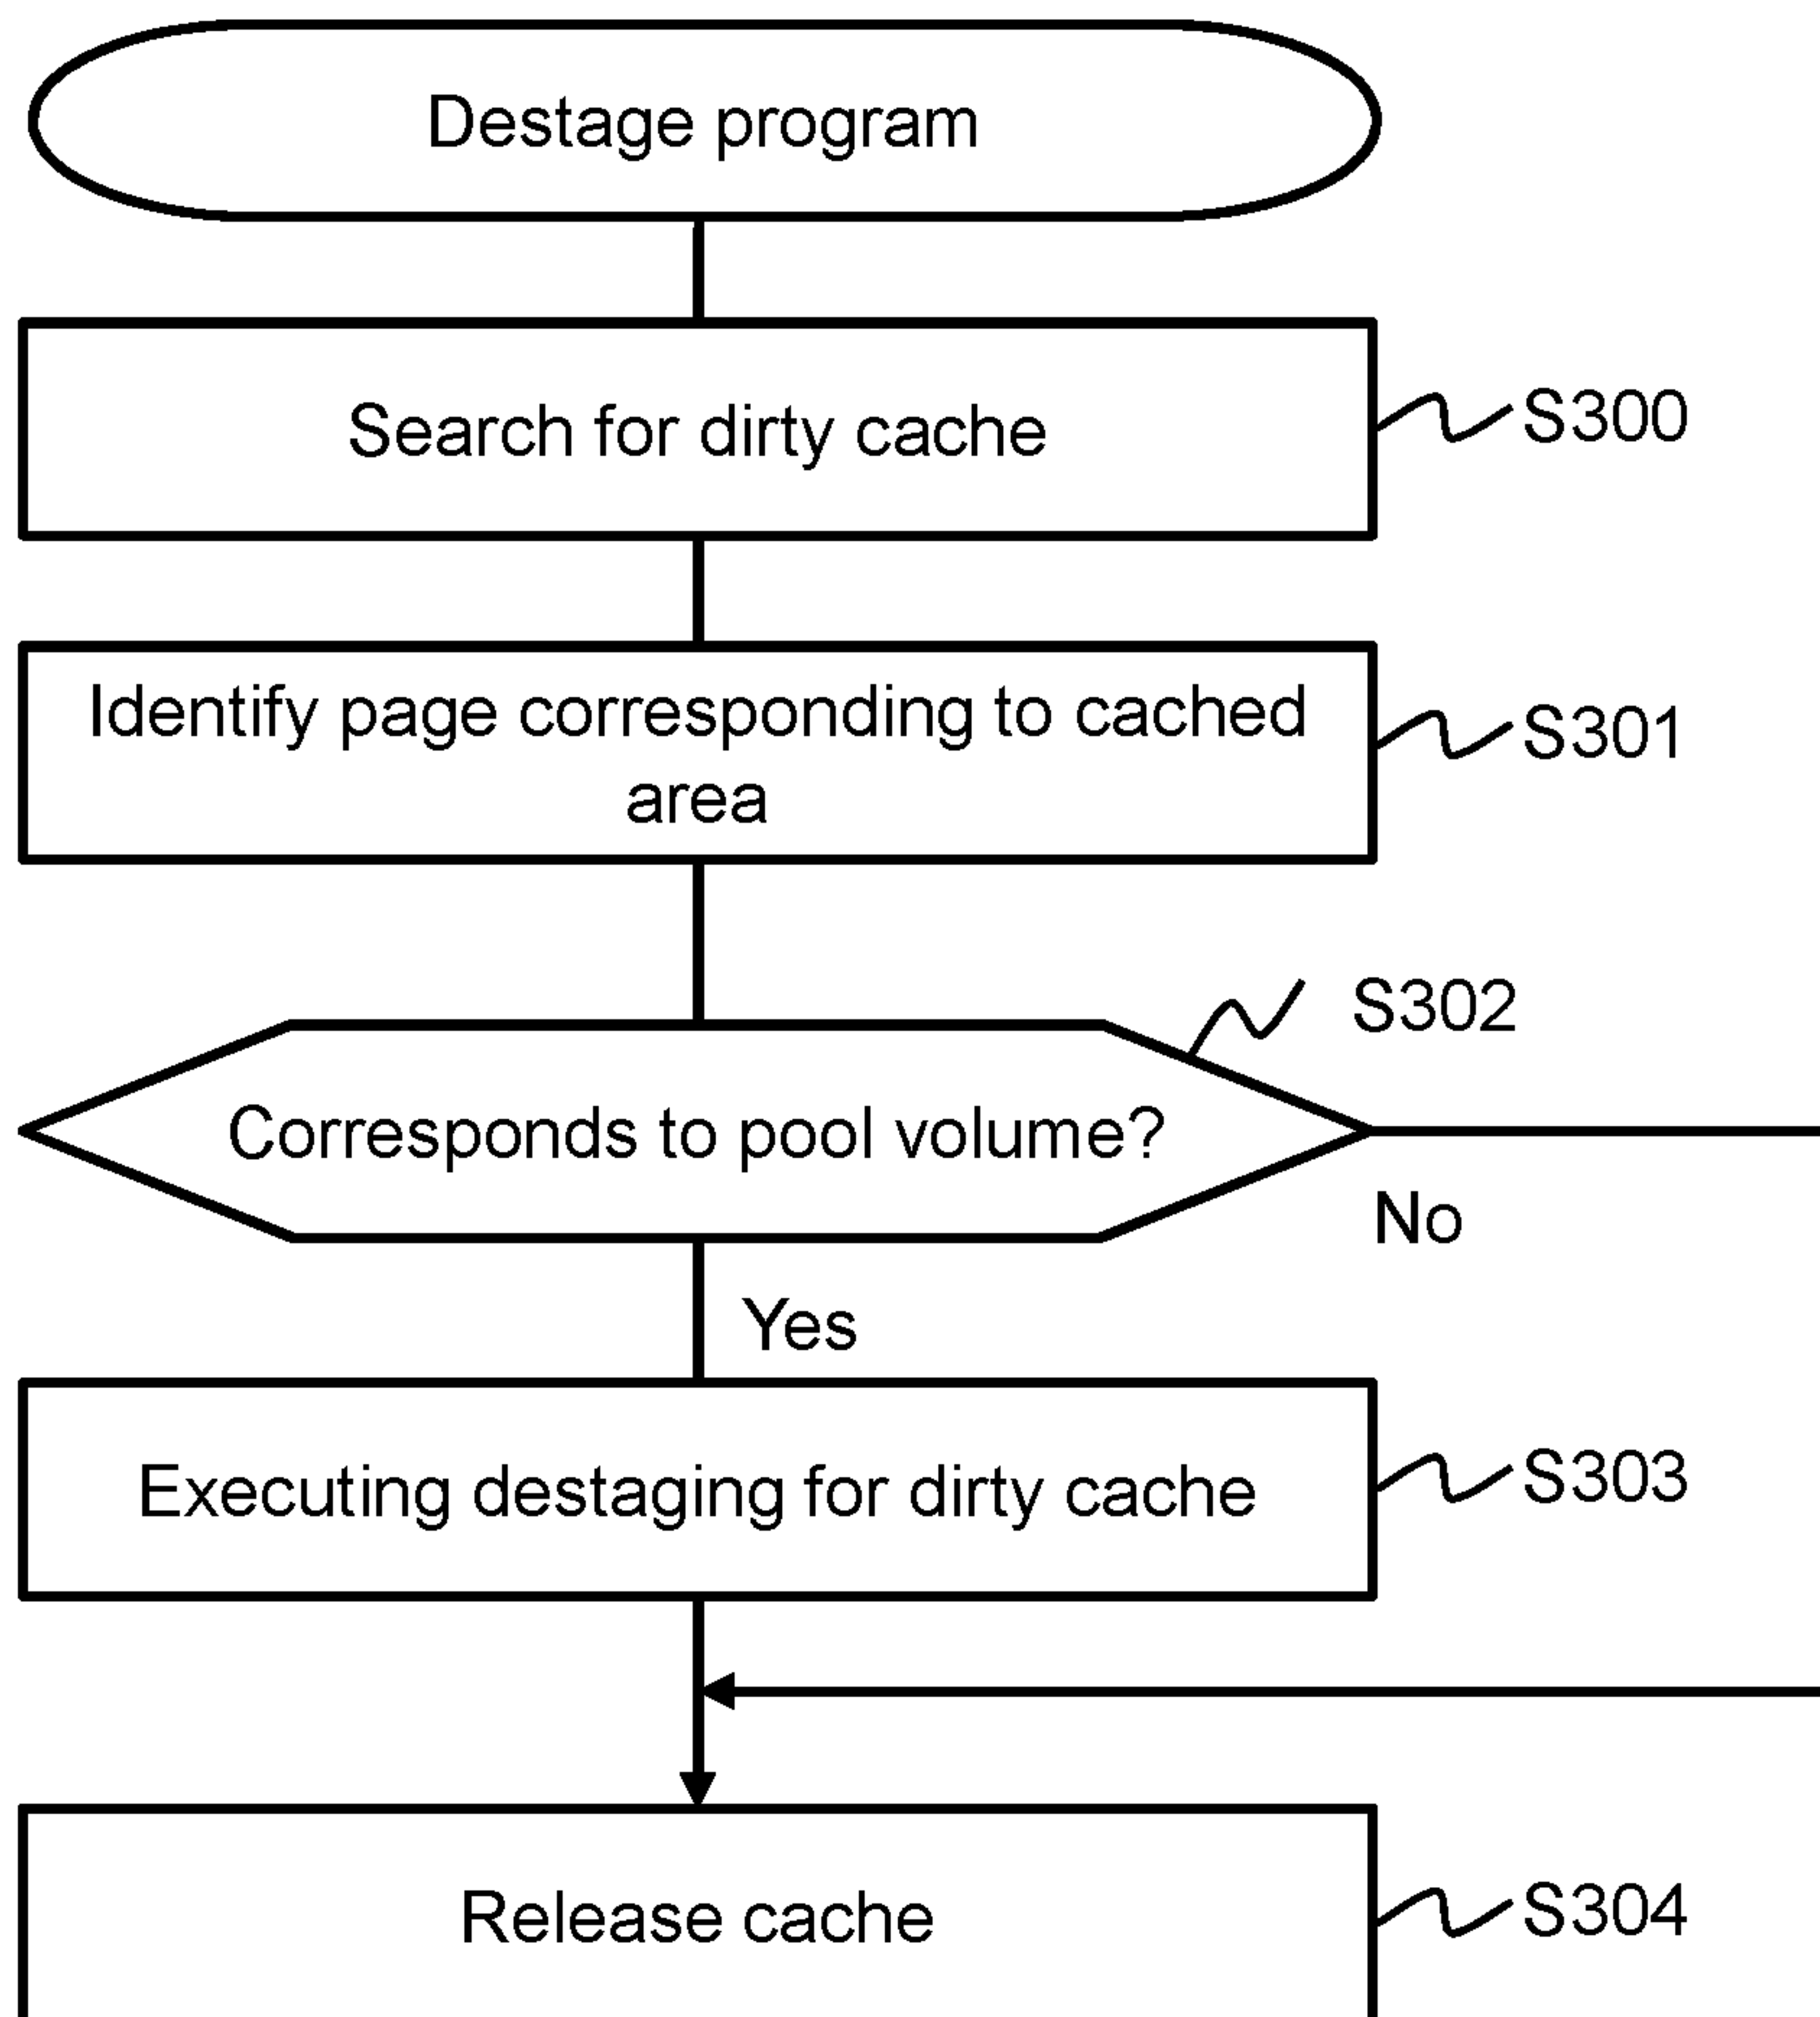 Destage program
Search for dirty cache
S300
Identify page corresponding to cached
area
S301
S302
Corresponds to pool volume?
No
Yes
Executing destaging for dirty cache
S303
Release cache
S304